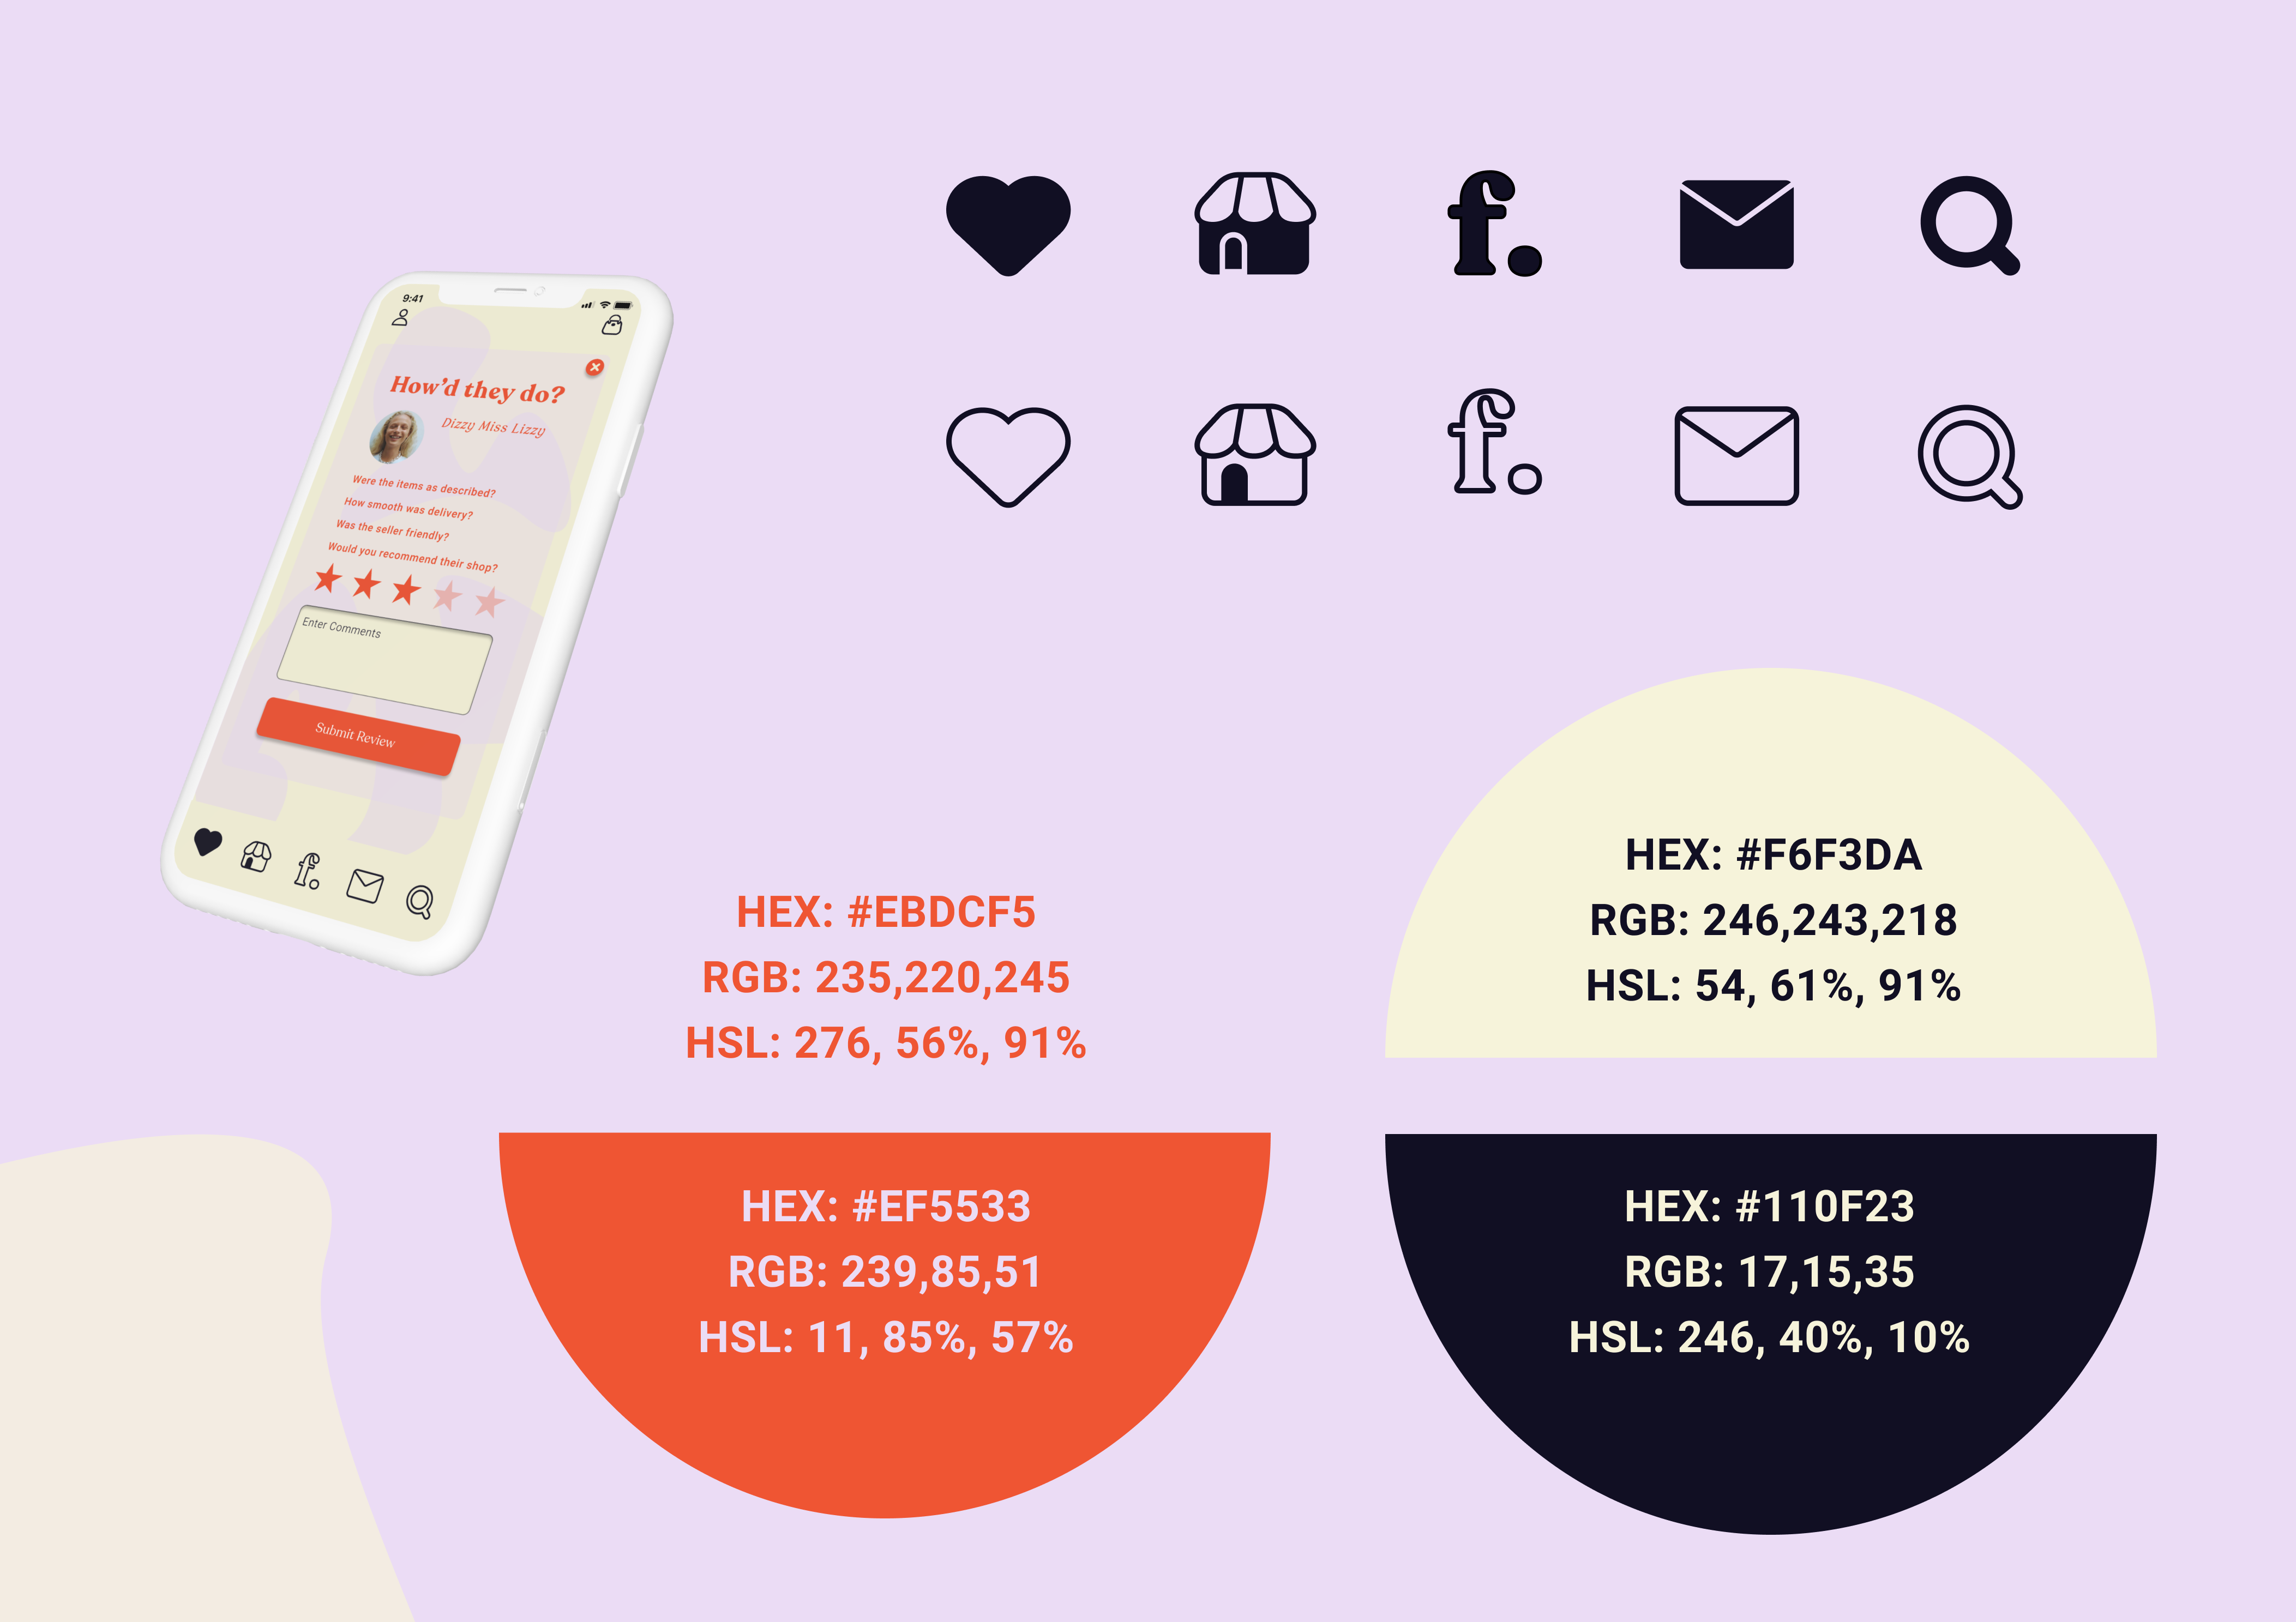 9:41
How'd they do?
Dizzy Miss Lizzy
Were the items as described?
How smooth was delivery?
Was the seller friendly?
Would you recommend their shop?
Enter Comments
Submit Review
f.
f.
f.
HEX: #EBDCF5
RGB: 235,220,245
HSL: 276, 56%, 91%
HEX: #F6F3DA
RGB: 246,243,218
HSL: 54, 61%, 91%
HEX: #EF5533
RGB: 239,85,51
HSL: 11, 85%, 57%
HEX: #110F23
RGB: 17,15,35
HSL: 246, 40%, 10%